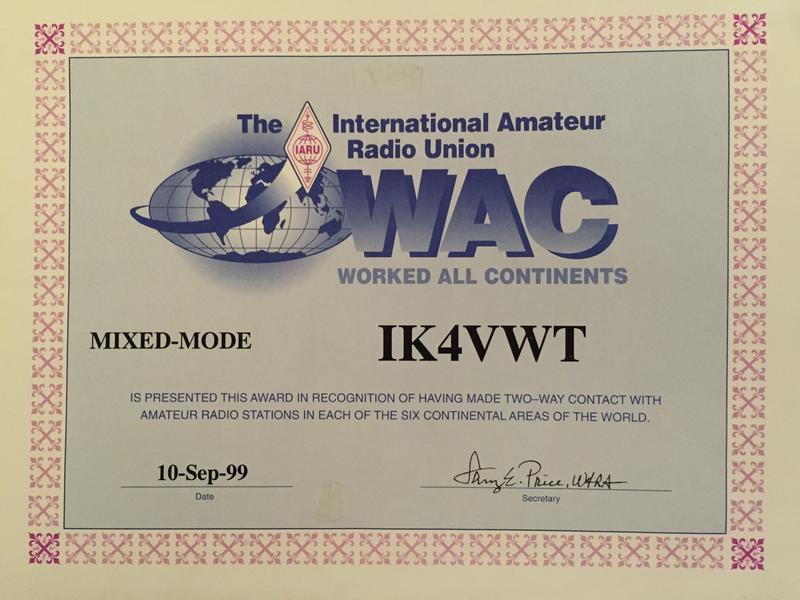 The International Amateur
Radio Union
IARU
WAC
WORKED ALL CONTINENTS
MIXED-MODE IK4VWT
IS PRESENTED THIS AWARD IN RECOGNITION OF HAVING MADE TWO–WAY CONTACT WITH
AMATEUR RADIO STATIONS IN EACH OF THE SIX CONTINENTAL AREAS OF THE WORLD.
10-Sep-99
E. Price, W4RA
Date
Secretary